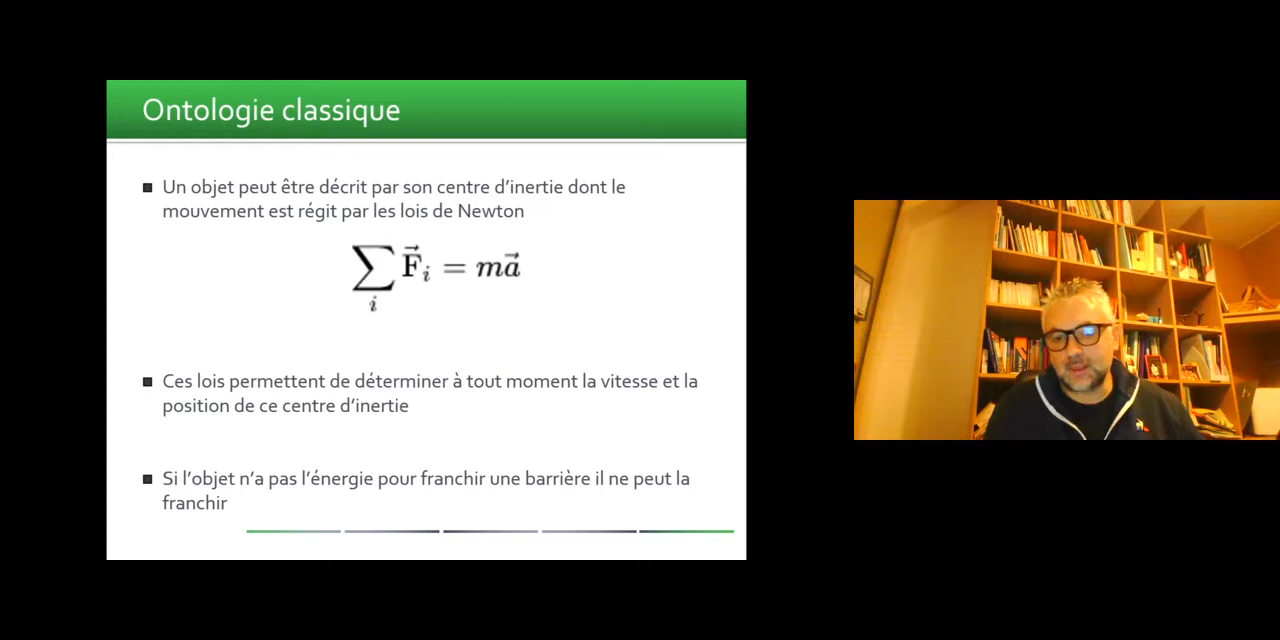 Ontologie classique
Un objet peut être décrit par son centre d’inertie dont le
mouvement est régit par les lois de Newton
∑ᵢ F⃗ᵢ = ma⃗
Ces lois permettent de déterminer à tout moment la vitesse et la
position de ce centre d’inertie
Si l’objet n’a pas l’énergie pour franchir une barrière il ne peut la
franchir